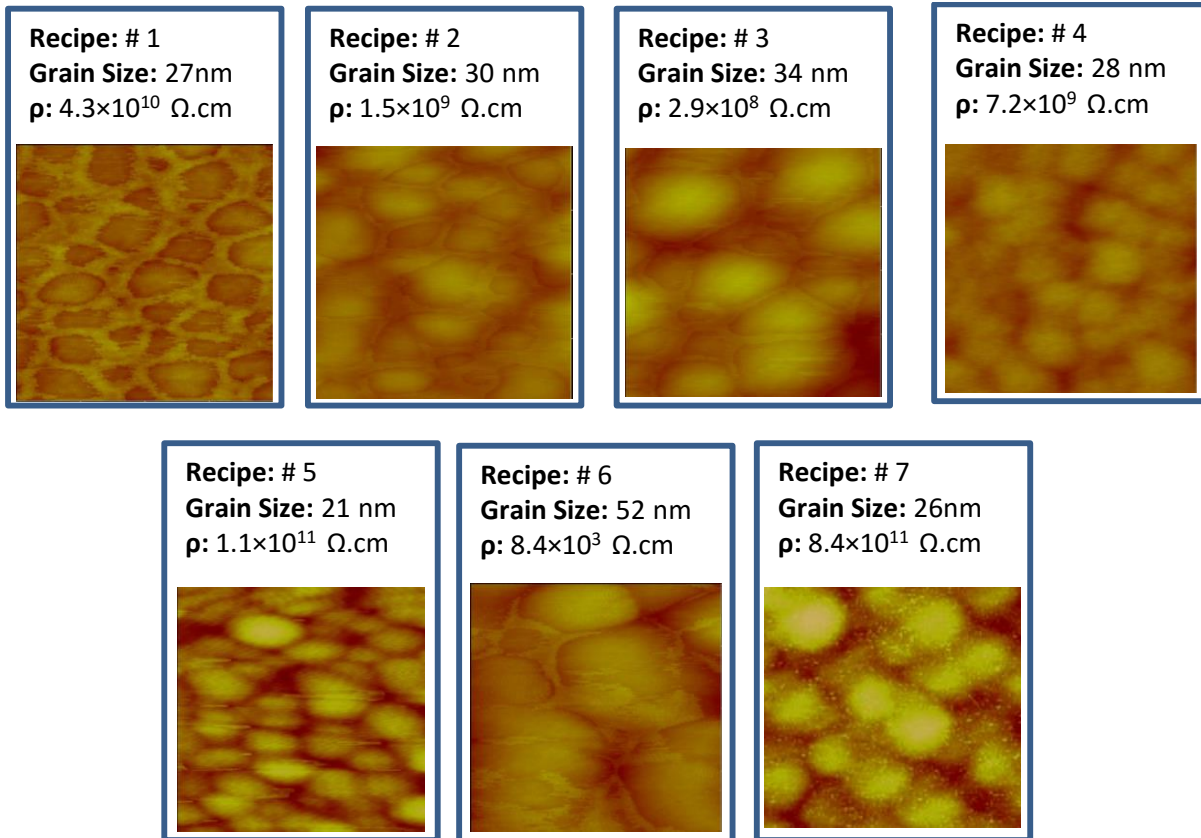 Recipe: # 1
Grain Size: 27nm
ρ: 4.3×10¹⁰ Ω.cm
Recipe: # 2
Grain Size: 30 nm
ρ: 1.5×10⁹ Ω.cm
Recipe: # 3
Grain Size: 34 nm
ρ: 2.9×10⁸ Ω.cm
Recipe: # 4
Grain Size: 28 nm
ρ: 7.2×10⁹ Ω.cm
Recipe: # 5
Grain Size: 21 nm
ρ: 1.1×10¹¹ Ω.cm
Recipe: # 6
Grain Size: 52 nm
ρ: 8.4×10³ Ω.cm
Recipe: # 7
Grain Size: 26nm
ρ: 8.4×10¹¹ Ω.cm